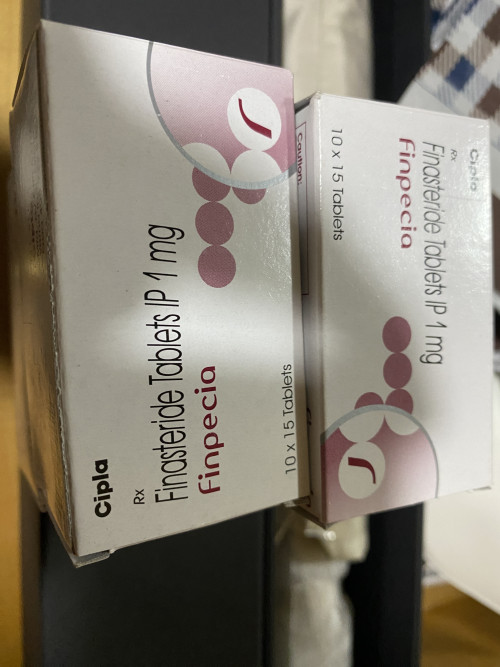 Cipla
Rx
Finasteride Tablets IP 1 mg
Finpecia
10 x 15 Tablets
Cipla
Rx
Finasteride Tablets IP 1 mg
Finpecia
10 x 15 Tablets
Caution: